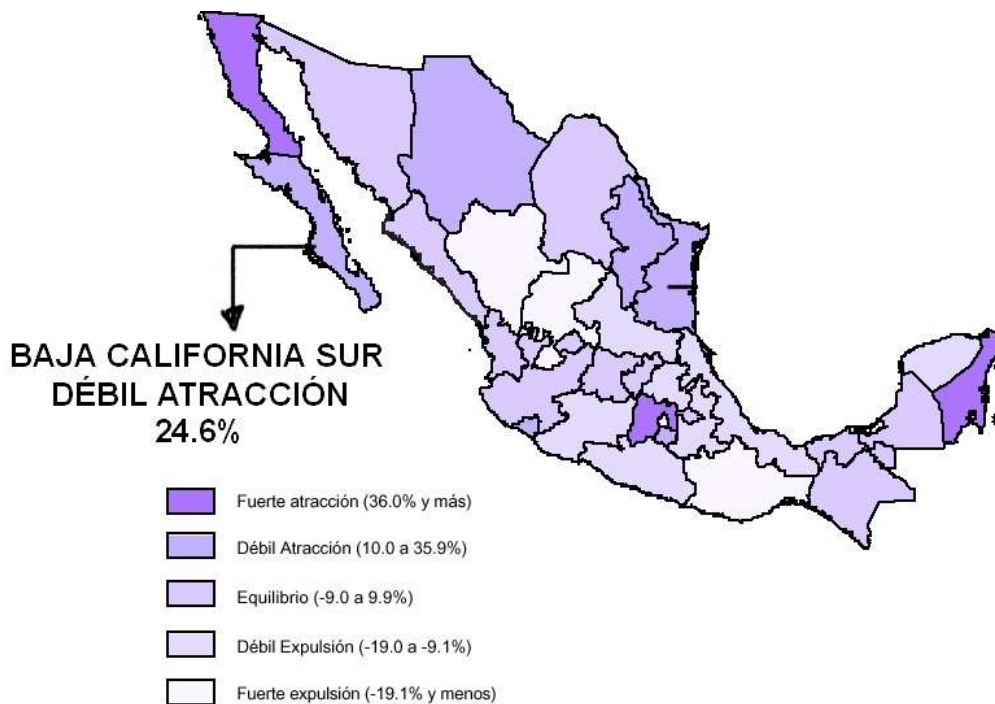 BAJA CALIFORNIA SUR
DÉBIL ATRACCIÓN
24.6%
Fuerte atracción (36.0% y más)
Débil Atracción (10.0 a 35.9%)
Equilibrio (-9.0 a 9.9%)
Débil Expulsión (-19.0 a -9.1%)
Fuerte expulsión (-19.1% y menos)